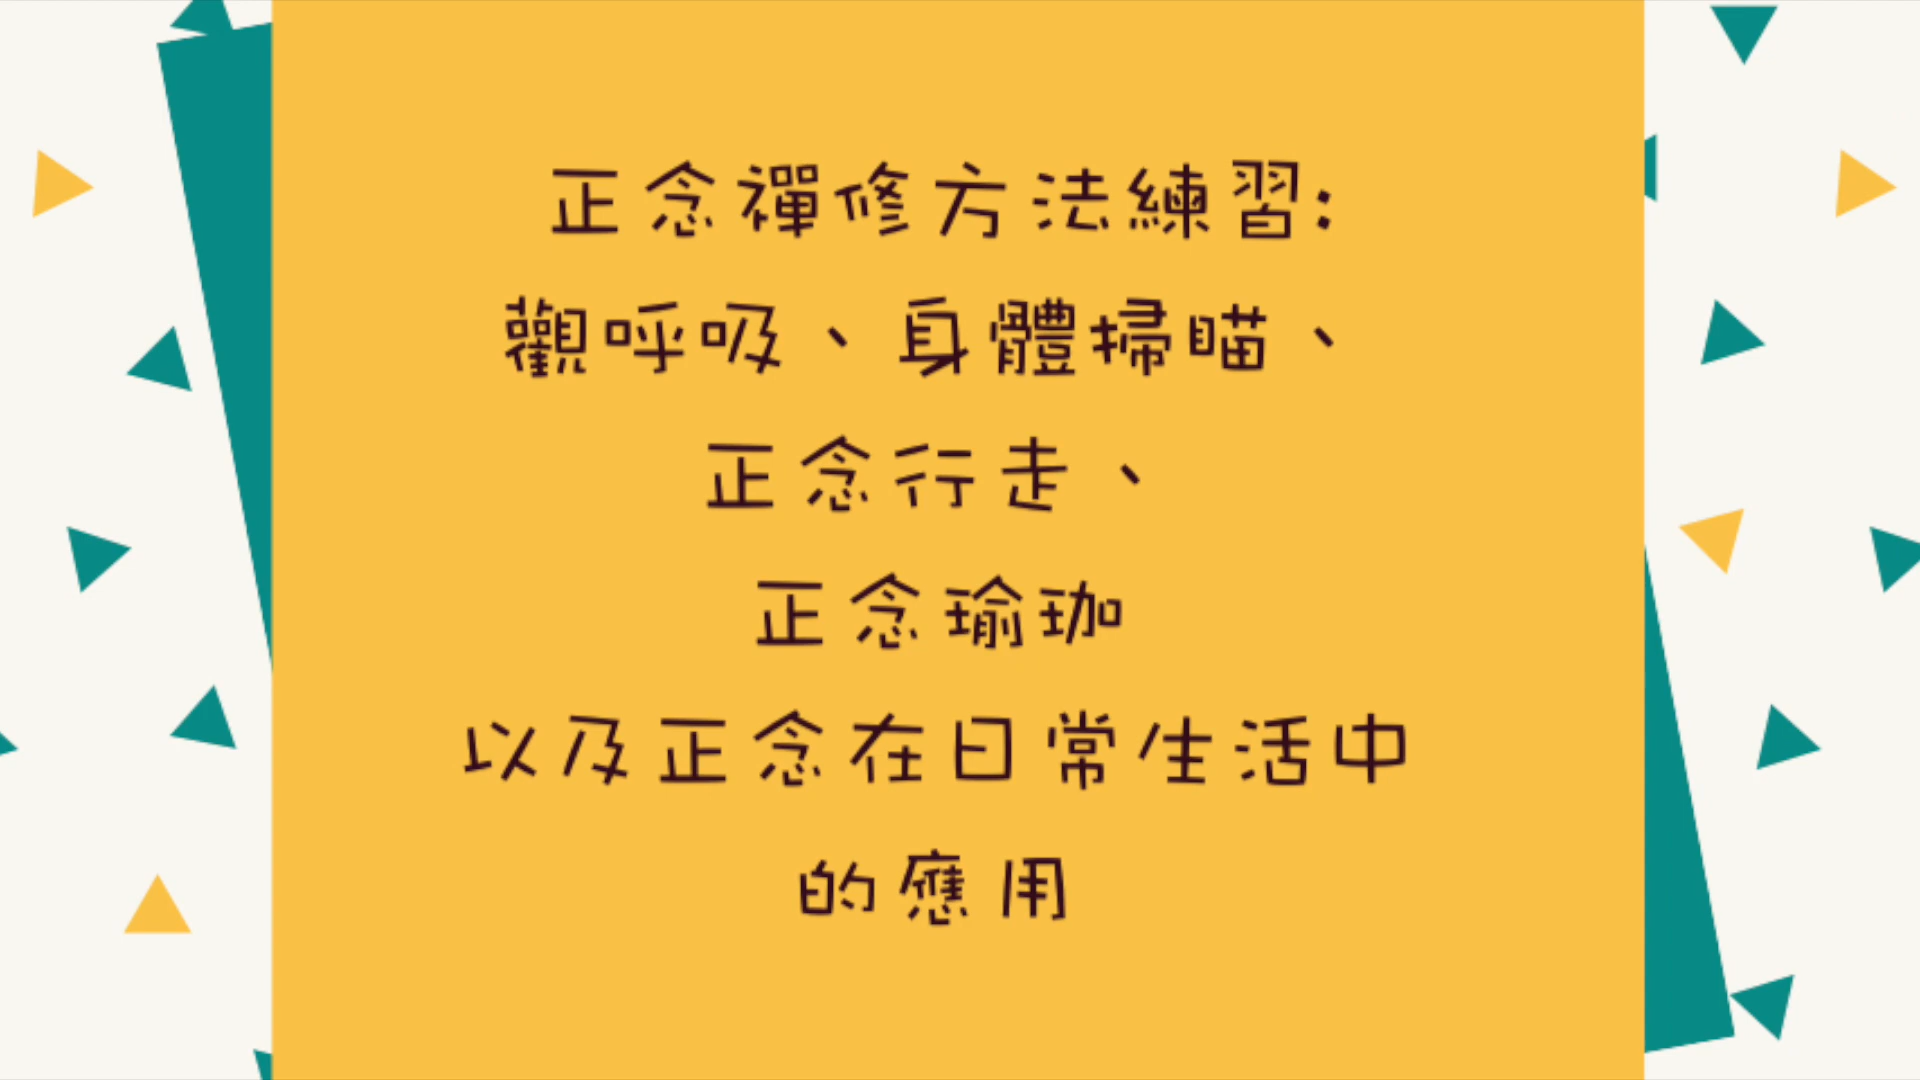 正念禪修方法練習:
觀呼吸、身體掃瞄、
正念行走、
正念瑜珈
以及正念在日常生活中
的應用